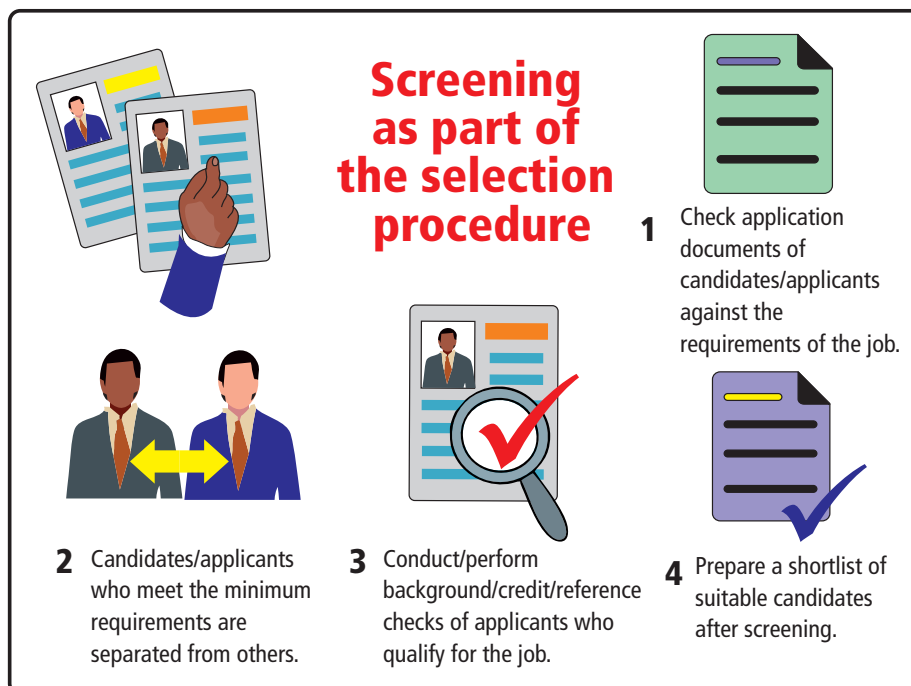 Screening
as part of
the selection
procedure
1 Check application
documents of
candidates/applicants
against the
requirements of the job.
2 Candidates/applicants
who meet the minimum
requirements are
separated from others.
3 Conduct/perform
background/credit/reference
checks of applicants who
qualify for the job.
4 Prepare a shortlist of
suitable candidates
after screening.